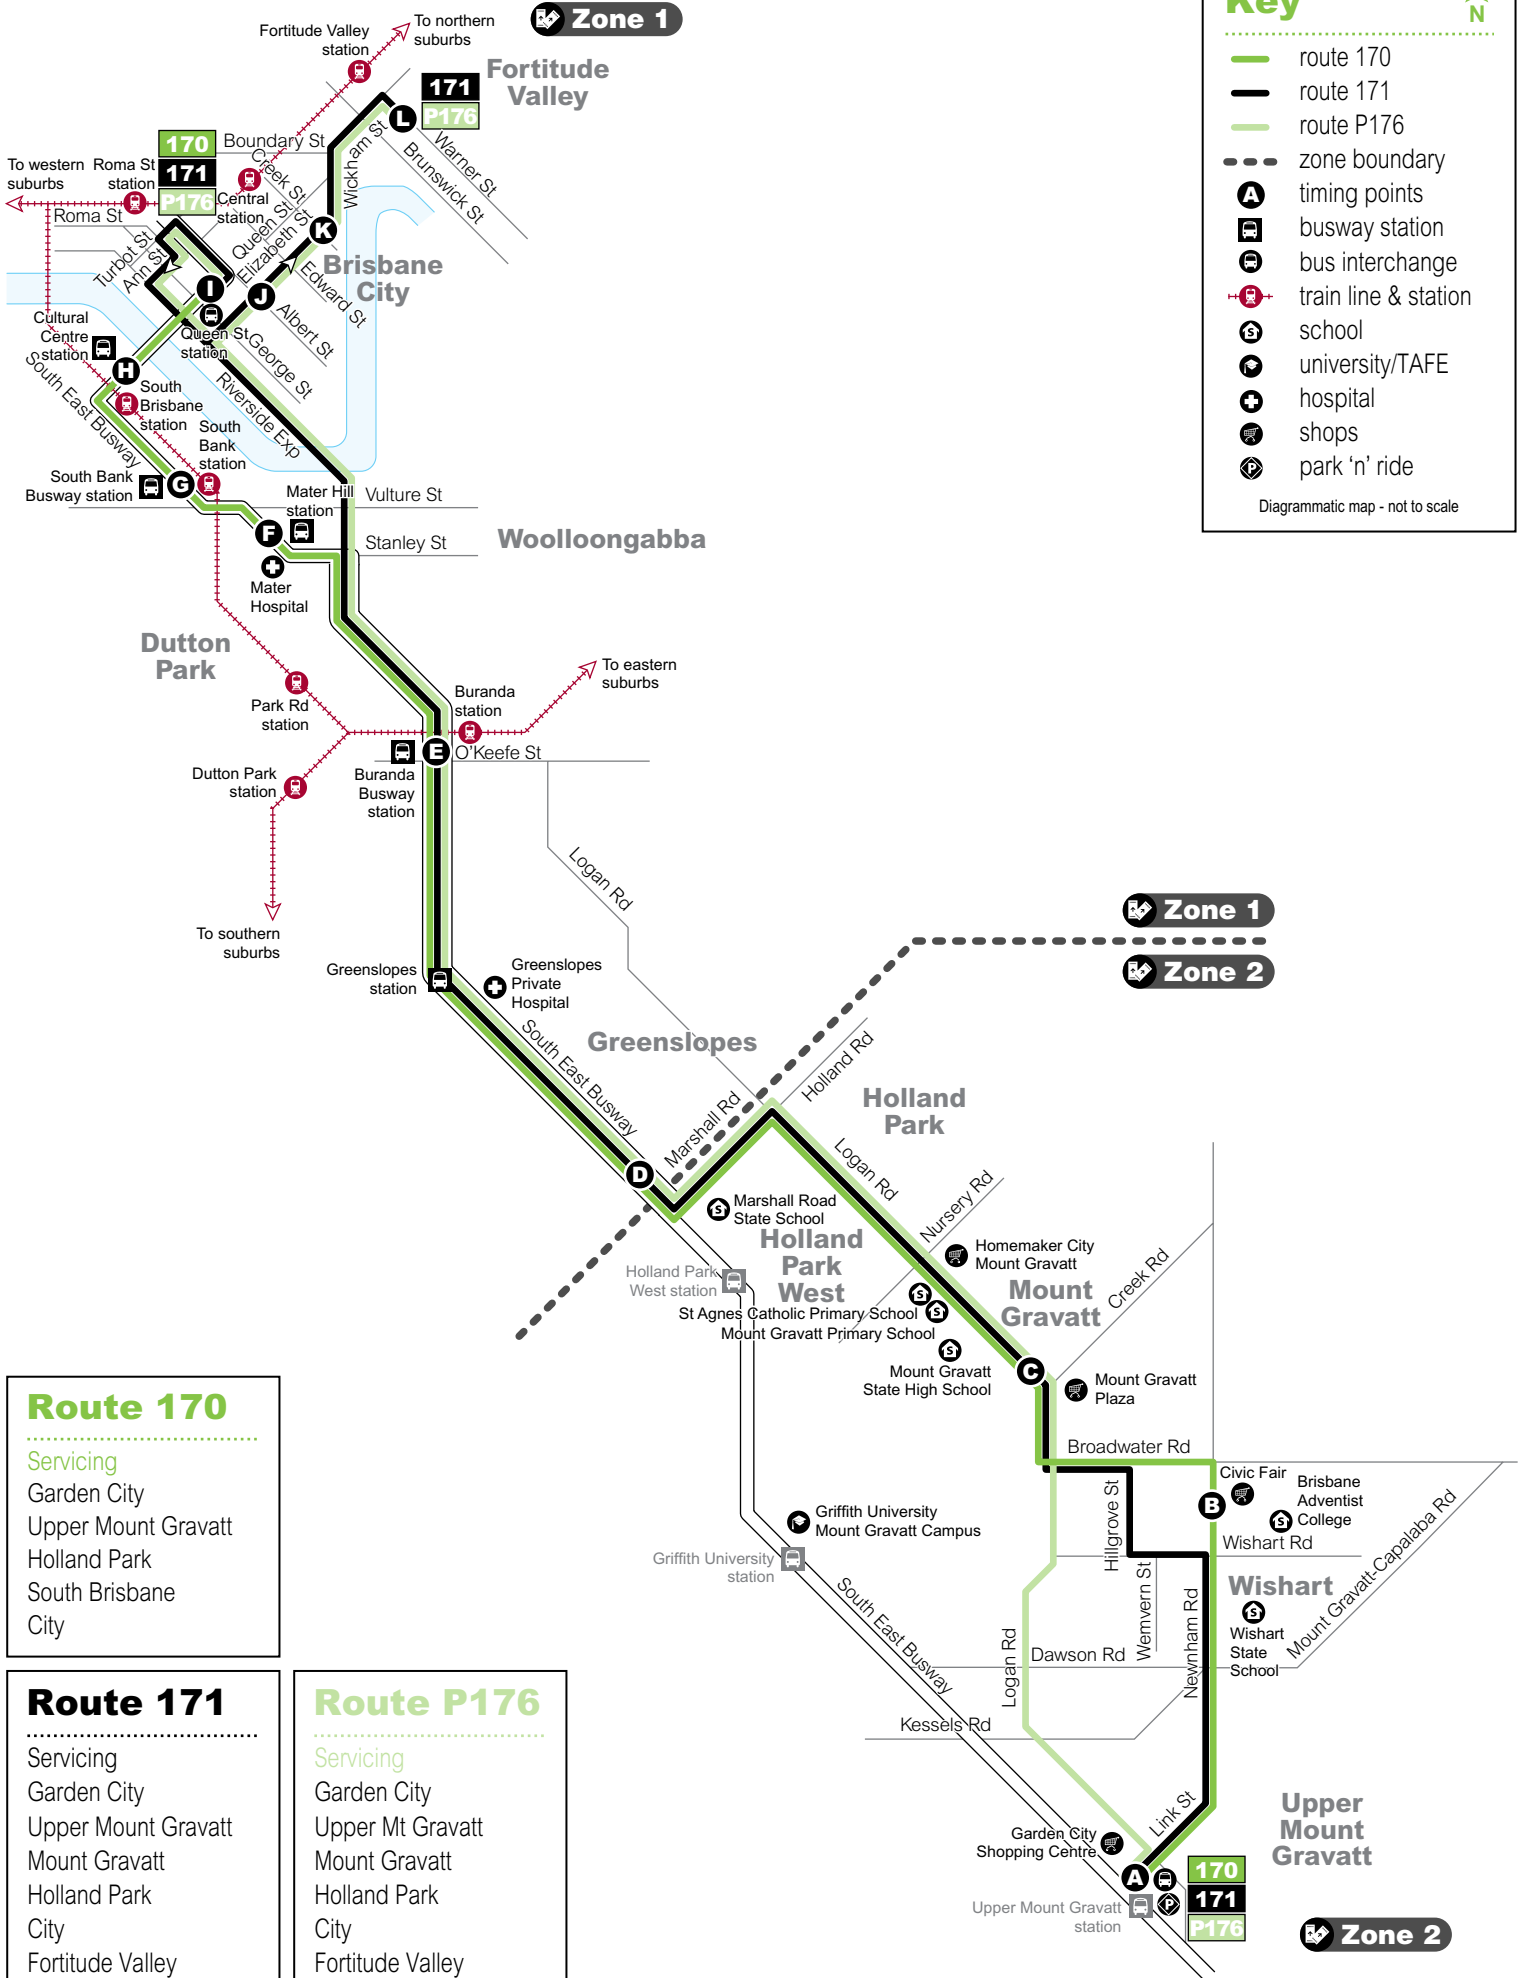 Zone 1
Key
N
route 170
route 171
route P176
zone boundary
A timing points
busway station
bus interchange
train line & station
school
university/TAFE
hospital
shops
park 'n' ride
Diagrammatic map - not to scale
To northern
suburbs
Fortitude Valley
station
Fortitude
Valley
171
P176
L
170
171
P176
Boundary St
Creek St
Wickham St
Warner St
Brunswick St
To western
suburbs
Roma St
station
Central
station
Roma St
Turbot St
Ann St
Queen St
Elizabeth St
K
Edward St
Brisbane
City
I
J
Albert St
Queen St
station
George St
Cultural
Centre
station
H
South East Busway
South
Brisbane
station
Riverside Exp
South
Bank
station
South Bank
Busway station
G
Mater Hill
station
Vulture St
F
Stanley St
Woolloongabba
Mater
Hospital
Dutton
Park
To eastern
suburbs
Park Rd
station
Buranda
station
E
O'Keefe St
Dutton Park
station
Buranda
Busway
station
Logan Rd
To southern
suburbs
Zone 1
Zone 2
Greenslopes
station
Greenslopes
Private
Hospital
South East Busway
Greenslopes
Holland Rd
Marshall Rd
Holland
Park
Logan Rd
D
Nursery Rd
Marshall Road
State School
Holland
Park
West
Homemaker City
Mount Gravatt
Holland Park
West station
Mount
Gravatt
Creek Rd
St Agnes Catholic Primary School
Mount Gravatt Primary School
Mount Gravatt
State High School
C
Mount Gravatt
Plaza
Broadwater Rd
Civic Fair
Brisbane
Adventist
College
B
Hillgrove St
Wishart Rd
Mount Gravatt-Capalaba Rd
Griffith University
Mount Gravatt Campus
Griffith University
station
South East Busway
Wishart
Wemvern St
Newnham Rd
Wishart
State
School
Logan Rd
Dawson Rd
Kessels Rd
Link St
Garden City
Shopping Centre
Upper
Mount
Gravatt
A
170
171
P176
Upper Mount Gravatt
station
Zone 2
Route 170
Servicing
Garden City
Upper Mount Gravatt
Holland Park
South Brisbane
City
Route 171
Servicing
Garden City
Upper Mount Gravatt
Mount Gravatt
Holland Park
City
Fortitude Valley
Route P176
Servicing
Garden City
Upper Mt Gravatt
Mount Gravatt
Holland Park
City
Fortitude Valley